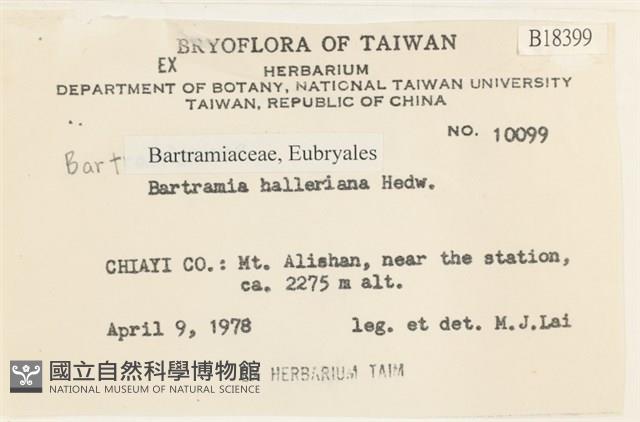 BRYOFLORA OF TAIWAN
B18399
EX
HERBARIUM
DEPARTMENT OF BOTANY, NATIONAL TAIWAN UNIVERSITY
TAIWAN, REPUBLIC OF CHINA
NO. 10099
Bart
Bartramiaceae, Eubryales
Bartramia halleriana Hedw.
CHIAYI CO.: Mt. Alishan, near the station,
ca. 2275 m alt.
April 9, 1978 leg. et det. M.J.Lai
國立自然科學博物館
NATIONAL MUSEUM OF NATURAL SCIENCE
HERBARIUM TAIM